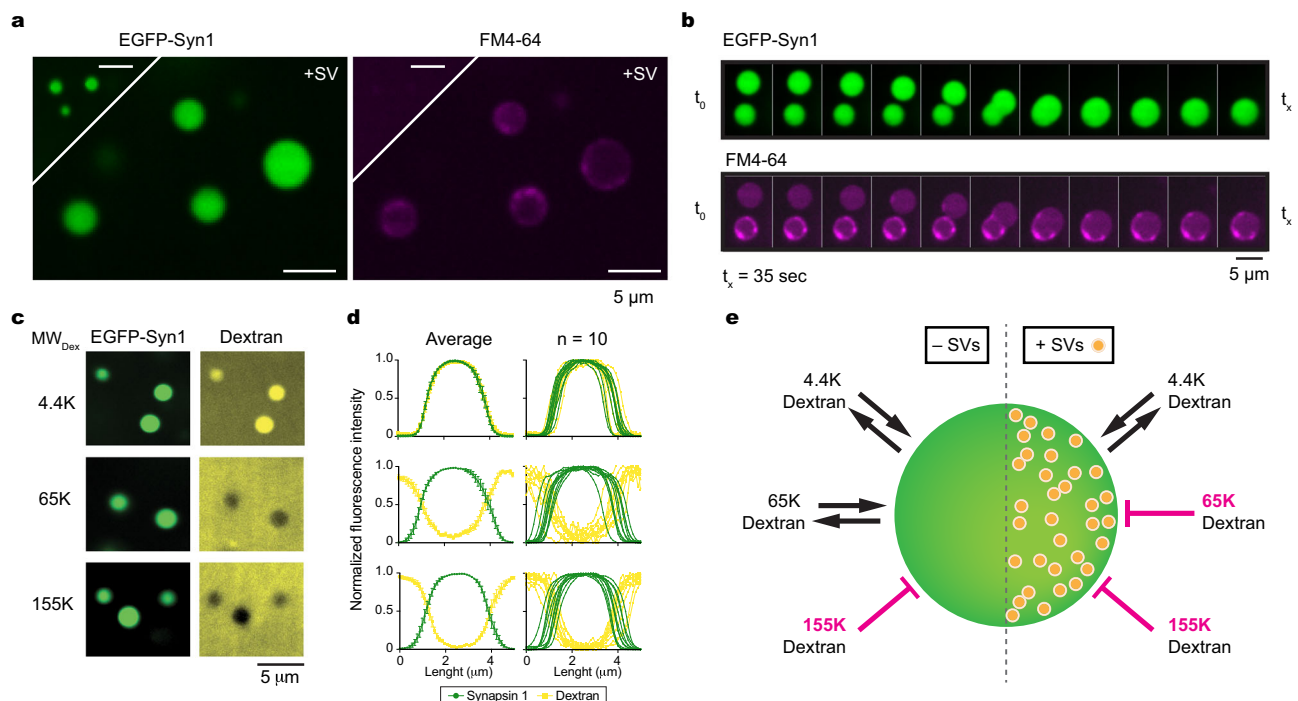 a
EGFP-Syn1
FM4-64
+SV
+SV
5 µm
b
EGFP-Syn1
t0
tx
FM4-64
t0
tx
tx = 35 sec
5 µm
c
MWDex
EGFP-Syn1
Dextran
4.4K
65K
155K
5 µm
d
Average
n = 10
Normalized fluorescence intensity
1.0
0.5
0
1.0
0.5
0
1.0
0.5
0
0 2 4
0 2 4
Lenght (µm)
Lenght (µm)
Synapsin 1
Dextran
e
– SVs
+ SVs
4.4K
Dextran
4.4K
Dextran
65K
Dextran
65K
Dextran
155K
Dextran
155K
Dextran